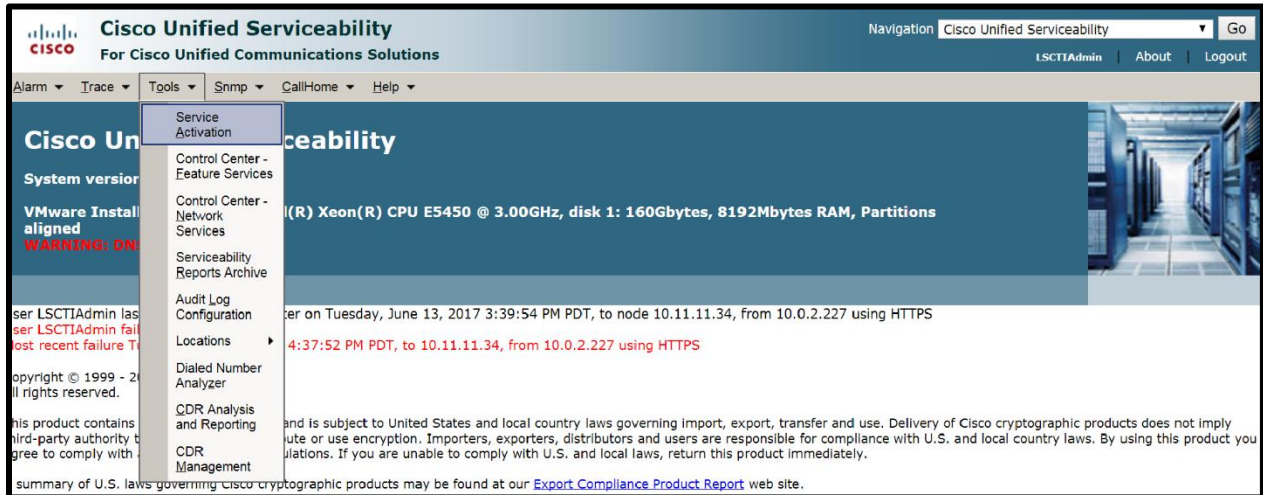 CISCO
Cisco Unified Serviceability
For Cisco Unified Communications Solutions
Navigation Cisco Unified Serviceability Go
LSCTIAdmin About Logout
Alarm Trace Tools Snmp CallHome Help
Service
Activation
Control Center -
Feature Services
Control Center -
Network
Services
Serviceability
Reports Archive
Audit Log
Configuration
Locations
Dialed Number
Analyzer
CDR Analysis
and Reporting
CDR
Management
Cisco Un ceability
System version
VMware Install l(R) Xeon(R) CPU E5450 @ 3.00GHz, disk 1: 160Gbytes, 8192Mbytes RAM, Partitions
aligned
WARNING: DN
ser LSCTIAdmin las ter on Tuesday, June 13, 2017 3:39:54 PM PDT, to node 10.11.11.34, from 10.0.2.227 using HTTPS
ser LSCTIAdmin fail
ost recent failure T 4:37:52 PM PDT, to 10.11.11.34, from 10.0.2.227 using HTTPS
opyright © 1999 - 2
ll rights reserved.
his product contains and is subject to United States and local country laws governing import, export, transfer and use. Delivery of Cisco cryptographic products does not imply
hird-party authority t ute or use encryption. Importers, exporters, distributors and users are responsible for compliance with U.S. and local country laws. By using this product you
gree to comply with ulations. If you are unable to comply with U.S. and local laws, return this product immediately.
summary of U.S. laws governing Cisco cryptographic products may be found at our Export Compliance Product Report web site.